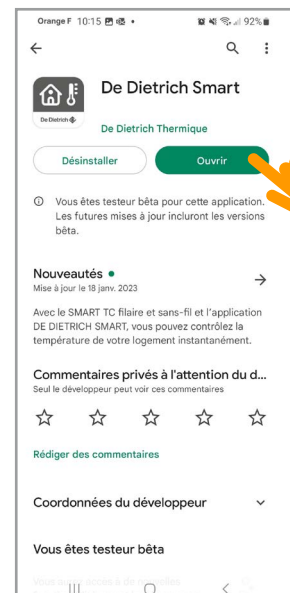 Orange F 10:15
92%
De Dietrich Smart
De Dietrich
De Dietrich Thermique
Désinstaller
Ouvrir
Vous êtes testeur bêta pour cette application.
Les futures mises à jour incluront les versions
bêta.
Nouveautés
Mise à jour le 18 janv. 2023
Avec le SMART TC filaire et sans-fil et l'application
DE DIETRICH SMART, vous pouvez contrôlez la
température de votre logement instantanément.
Commentaires privés à l'attention du d...
Seul le développeur peut voir ces commentaires
Rédiger des commentaires
Coordonnées du développeur
Vous êtes testeur bêta